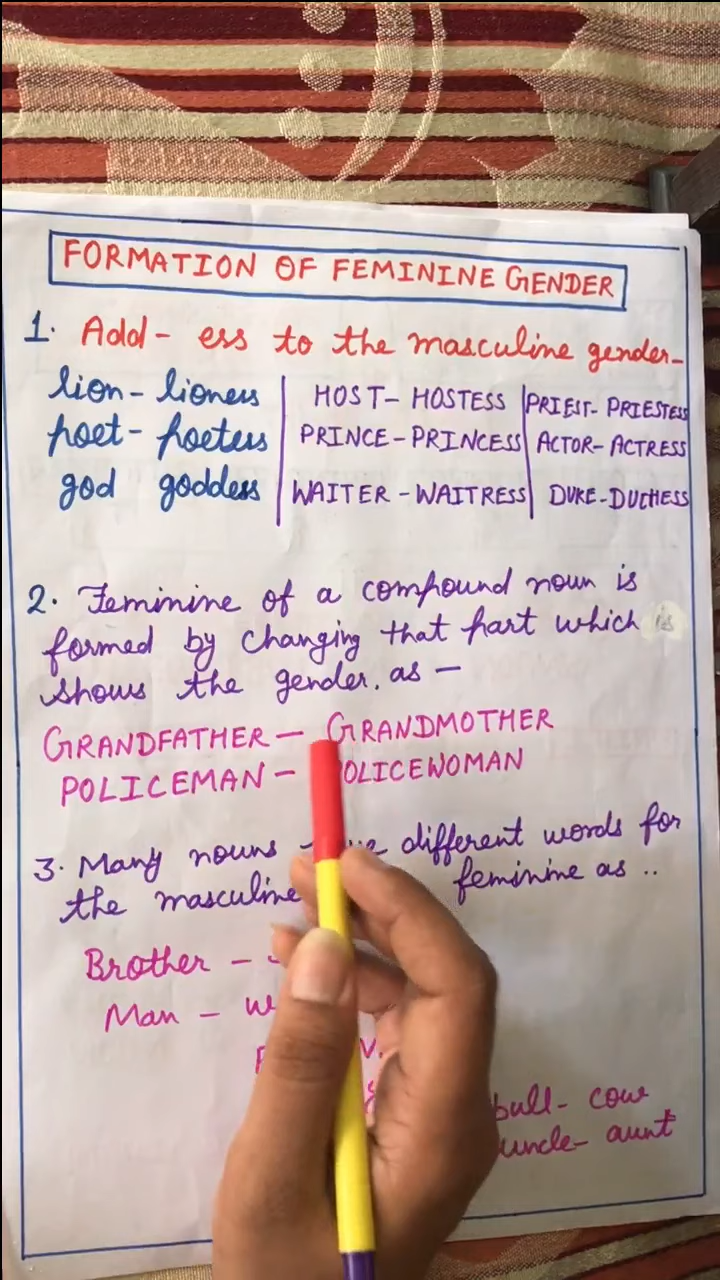 FORMATION OF FEMININE GENDER
1. Add- ess to the masculine gender-
lion - lioness
poet - poetess
god goddess
HOST- HOSTESS
PRINCE - PRINCESS
WAITER - WAITRESS
PRIEST- PRIESTESS
ACTOR- ACTRESS
DUKE-DUCHESS
2. Feminine of a compound noun is
formed by changing that part which is
shows the gender. as —
GRANDFATHER — GRANDMOTHER
POLICEMAN - POLICEWOMAN
3. Many nouns different words for
the masculine feminine as ..
Brother -
Man -
bull- cow
uncle- aunt